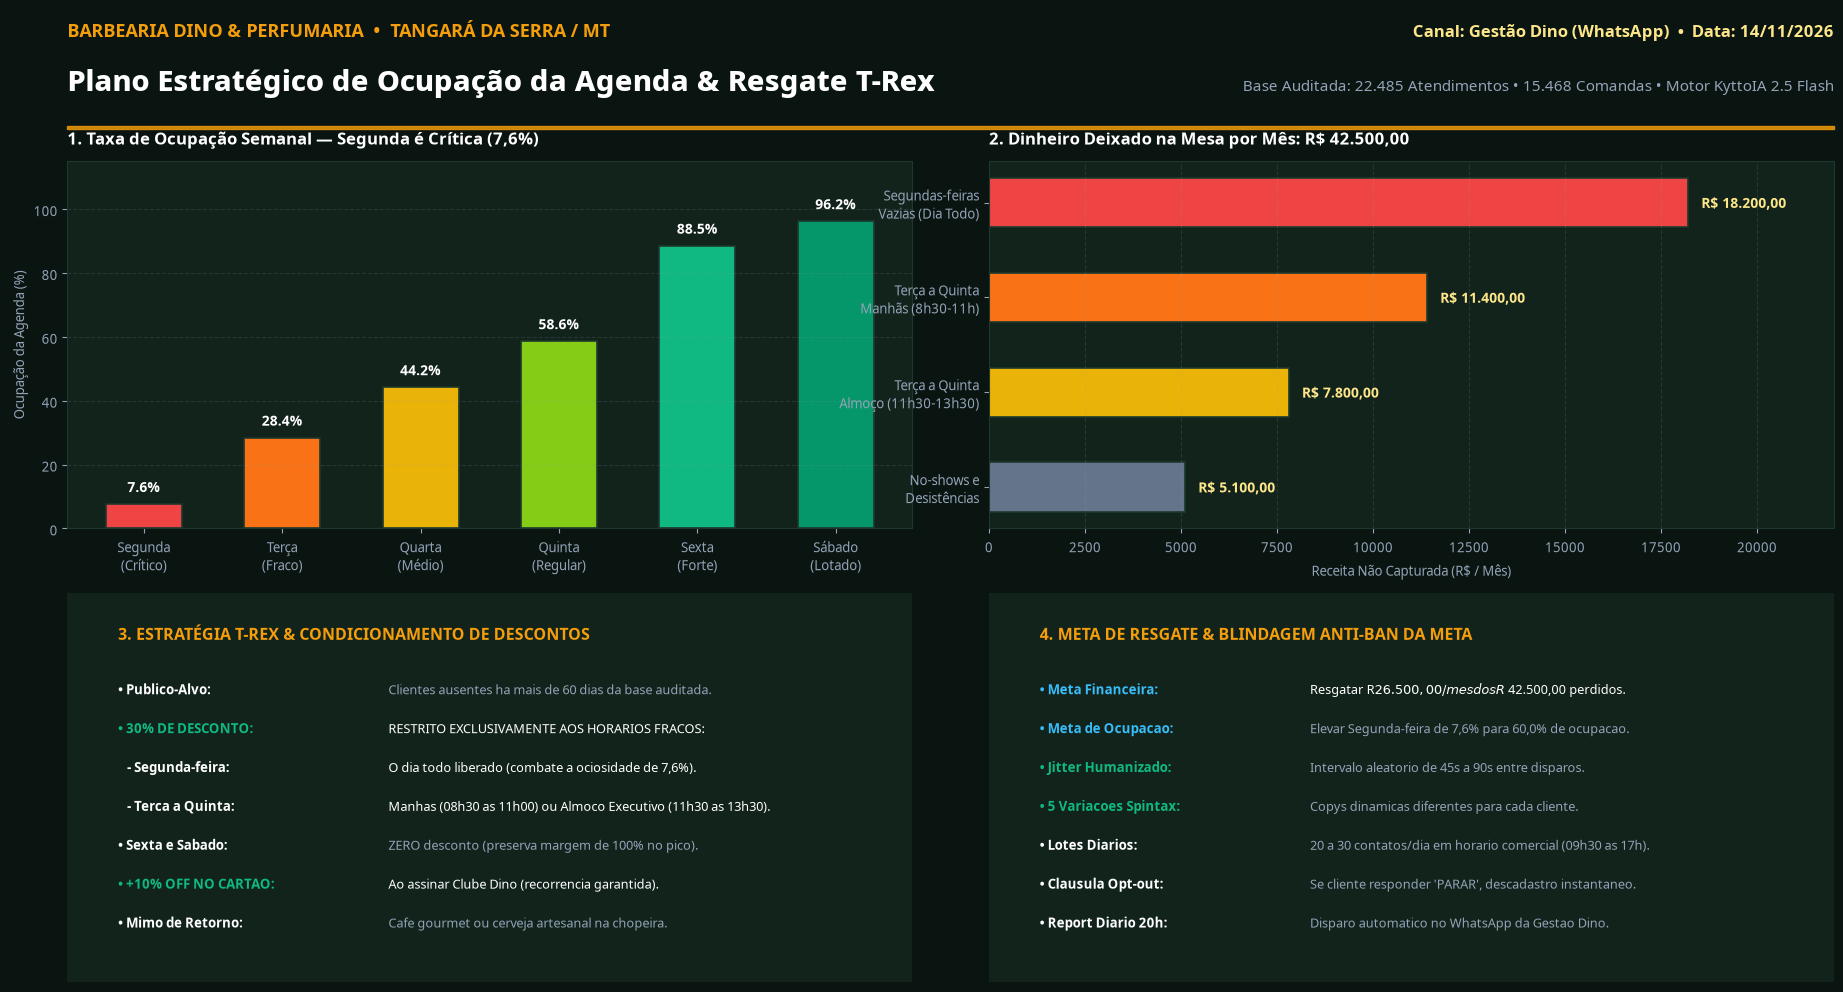 BARBEARIA DINO & PERFUMARIA • TANGARÁ DA SERRA / MT
Canal: Gestão Dino (WhatsApp) • Data: 14/11/2026
Plano Estratégico de Ocupação da Agenda & Resgate T-Rex
Base Auditada: 22.485 Atendimentos • 15.468 Comandas • Motor KyttoIA 2.5 Flash
1. Taxa de Ocupação Semanal — Segunda é Crítica (7,6%)
Ocupação da Agenda (%)
100
80
60
40
20
0
7.6%
28.4%
44.2%
58.6%
88.5%
96.2%
Segunda
(Crítico)
Terça
(Fraco)
Quarta
(Médio)
Quinta
(Regular)
Sexta
(Forte)
Sábado
(Lotado)
2. Dinheiro Deixado na Mesa por Mês: R$ 42.500,00
Segundas-feiras
Vazias (Dia Todo)
R$ 18.200,00
Terça a Quinta
Manhãs (8h30-11h)
R$ 11.400,00
Terça a Quinta
Almoço (11h30-13h30)
R$ 7.800,00
No-shows e
Desistências
R$ 5.100,00
0 2500 5000 7500 10000 12500 15000 17500 20000
Receita Não Capturada (R$ / Mês)
3. ESTRATÉGIA T-REX & CONDICIONAMENTO DE DESCONTOS
• Publico-Alvo: Clientes ausentes ha mais de 60 dias da base auditada.
• 30% DE DESCONTO: RESTRITO EXCLUSIVAMENTE AOS HORARIOS FRACOS:
- Segunda-feira: O dia todo liberado (combate a ociosidade de 7,6%).
- Terca a Quinta: Manhas (08h30 as 11h00) ou Almoco Executivo (11h30 as 13h30).
• Sexta e Sabado: ZERO desconto (preserva margem de 100% no pico).
• +10% OFF NO CARTAO: Ao assinar Clube Dino (recorrencia garantida).
• Mimo de Retorno: Cafe gourmet ou cerveja artesanal na chopeira.
4. META DE RESGATE & BLINDAGEM ANTI-BAN DA META
• Meta Financeira: Resgatar R26.500,00/mesdosR 42.500,00 perdidos.
• Meta de Ocupacao: Elevar Segunda-feira de 7,6% para 60,0% de ocupacao.
• Jitter Humanizado: Intervalo aleatorio de 45s a 90s entre disparos.
• 5 Variacoes Spintax: Copys dinamicas diferentes para cada cliente.
• Lotes Diarios: 20 a 30 contatos/dia em horario comercial (09h30 as 17h).
• Clausula Opt-out: Se cliente responder 'PARAR', descadastro instantaneo.
• Report Diario 20h: Disparo automatico no WhatsApp da Gestao Dino.